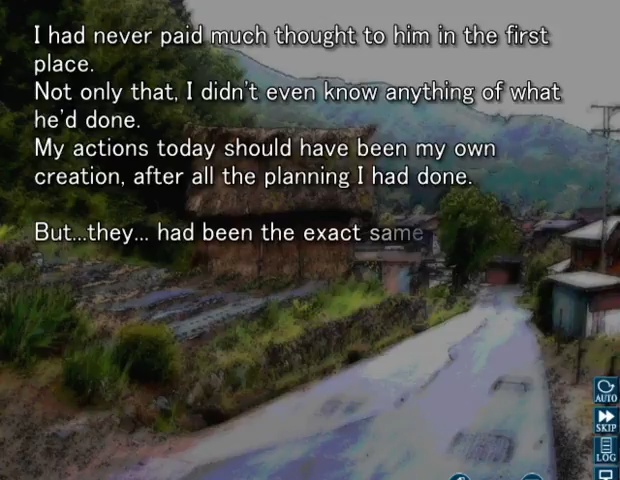 I had never paid much thought to him in the first
place.
Not only that, I didn't even know anything of what
he'd done.
My actions today should have been my own
creation, after all the planning I had done.
But...they... had been the exact same
AUTO
SKIP
LOG